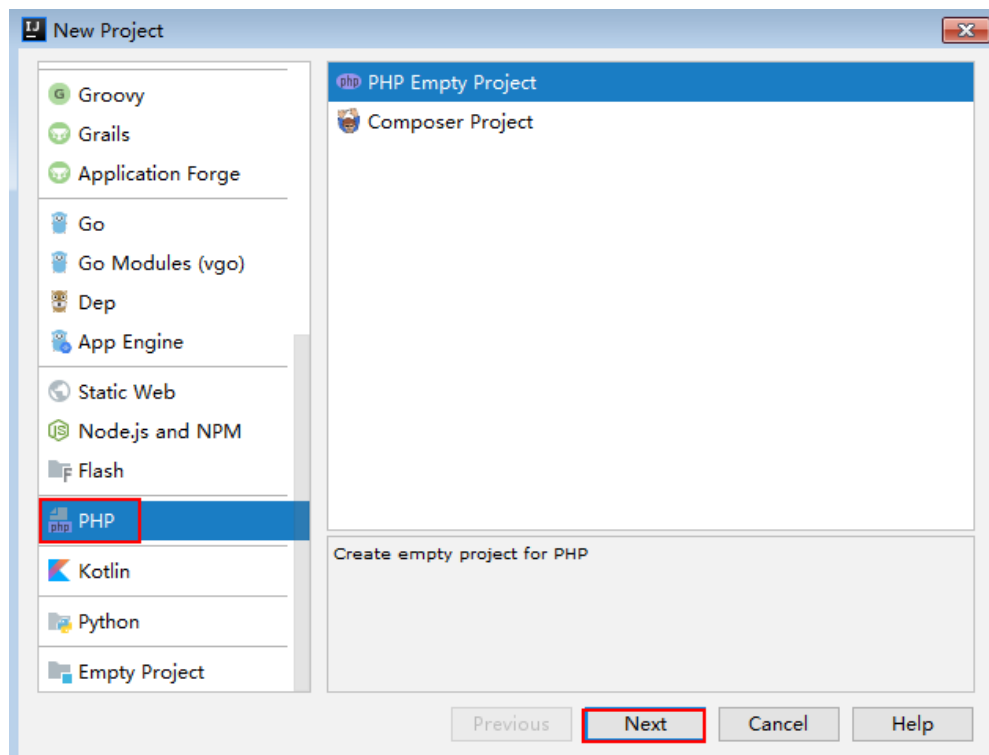 New Project
Groovy
Grails
Application Forge
Go
Go Modules (vgo)
Dep
App Engine
Static Web
Node.js and NPM
Flash
PHP
Kotlin
Python
Empty Project
PHP Empty Project
Composer Project
Create empty project for PHP
Previous
Next
Cancel
Help